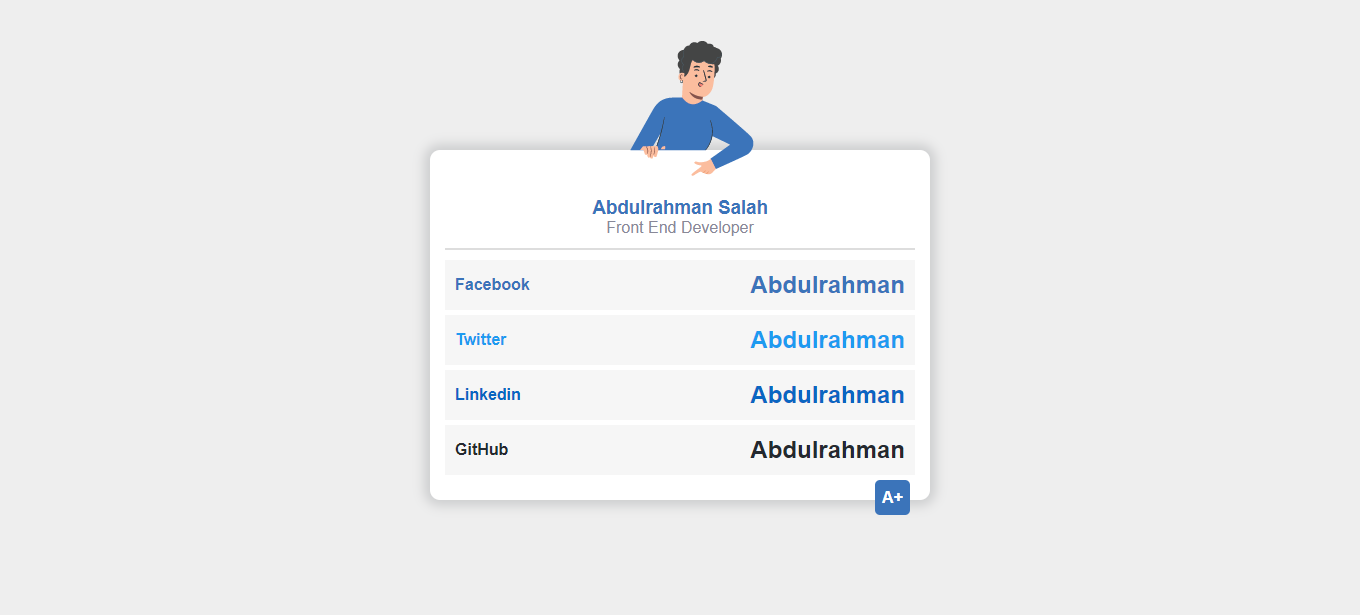 Abdulrahman Salah
Front End Developer
Facebook Abdulrahman
Twitter Abdulrahman
Linkedin Abdulrahman
GitHub Abdulrahman
A+